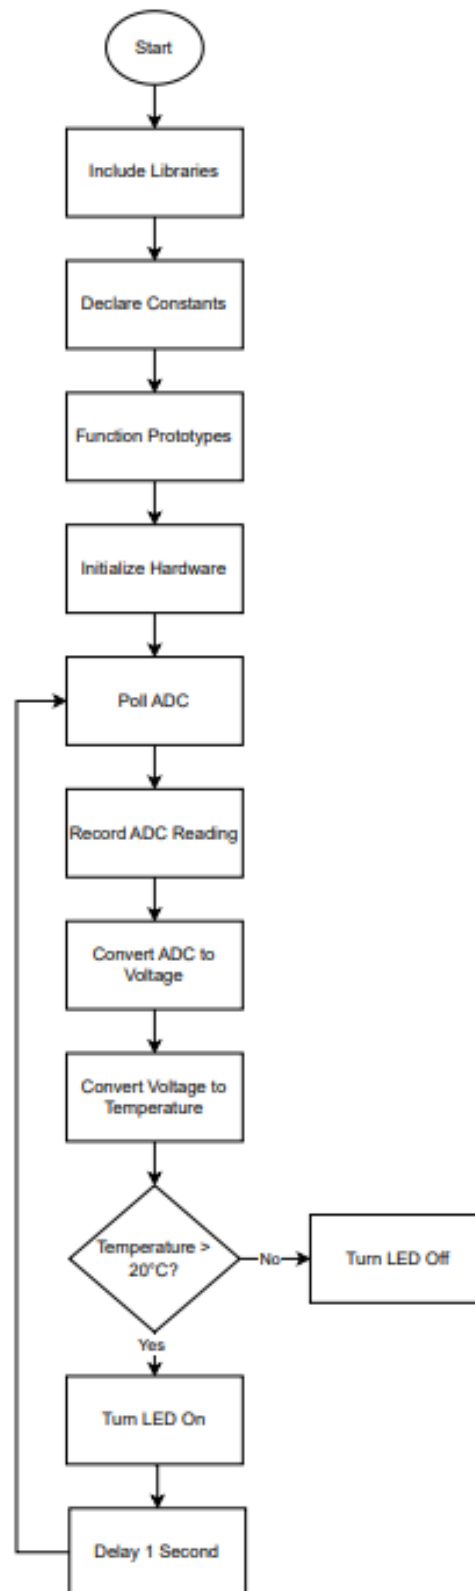 Start
Include Libraries
Declare Constants
Function Prototypes
Initialize Hardware
Poll ADC
Record ADC Reading
Convert ADC to
Voltage
Convert Voltage to
Temperature
Temperature >
20°C?
No
Turn LED Off
Yes
Turn LED On
Delay 1 Second